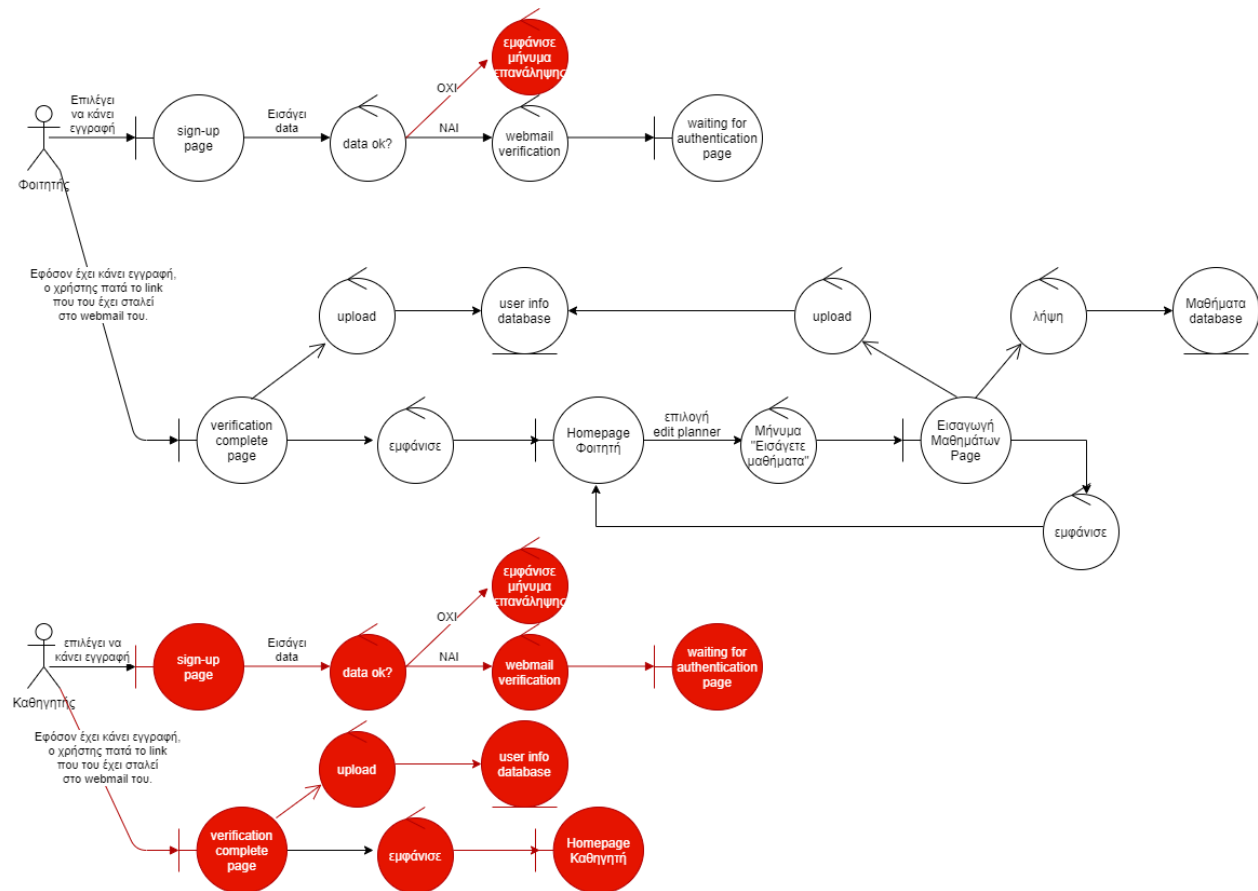 εμφάνισε
μήνυμα
επανάληψης
ΟΧΙ
Επιλέγει
να κάνει
εγγραφή
sign-up
page
Εισάγει
data
data ok?
ΝΑΙ
webmail
verification
waiting for
authentication
page
Φοιτητής
Εφόσον έχει κάνει εγγραφή,
ο χρήστης πατά το link
που του έχει σταλεί
στο webmail του.
upload
user info
database
upload
λήψη
Μαθήματα
database
verification
complete
page
εμφάνισε
Homepage
Φοιτητή
επιλογή
edit planner
Μήνυμα
"Εισάγετε
μαθήματα"
Εισαγωγή
Μαθημάτων
Page
εμφάνισε
εμφάνισε
μήνυμα
επανάληψης
ΟΧΙ
επιλέγει να
κάνει εγγραφή
sign-up
page
Εισάγει
data
data ok?
ΝΑΙ
webmail
verification
waiting for
authentication
page
Καθηγητής
Εφόσον έχει κάνει εγγραφή,
ο χρήστης πατά το link
που του έχει σταλεί
στο webmail του.
upload
user info
database
verification
complete
page
εμφάνισε
Homepage
Καθηγητή